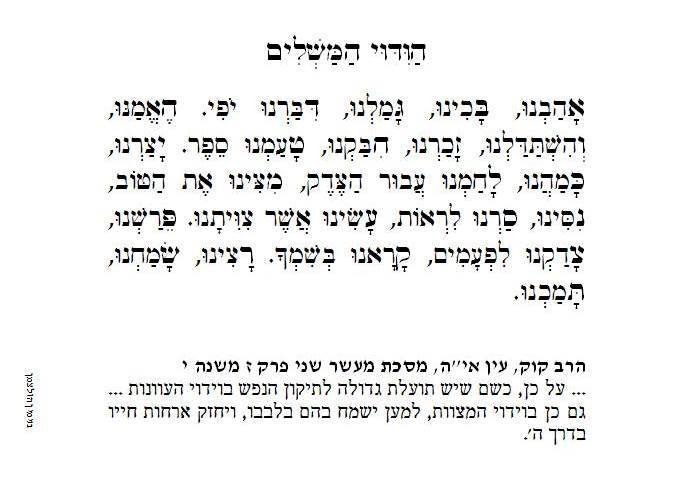 הַוִּדּוּי הַמַּשְׁלִים
אָהַבְנוּ, בָּכִינוּ, גָּמַלְנוּ, דִּבַּרְנוּ יֹפִי. הֶאֱמַנּוּ,
וְהִשְׁתַּדַּלְנוּ, זָכַרְנוּ, חִבַּקְנוּ, טָעַמְנוּ סֵפֶר. יָצַרְנוּ,
כָּמַהְנוּ, לָחַמְנוּ עֲבוּר הַצֶּדֶק, מִצִּינוּ אֶת הַטּוֹב,
נִסִּינוּ, סַרְנוּ לִרְאוֹת, עָשִׂינוּ אֲשֶׁר צִוִּיתָנוּ. פֵּרַשְׁנוּ,
צָדַקְנוּ לִפְעָמִים, קָרָאנוּ בְּשִׁמְךָ. רָצִינוּ, שָׂמַחְנוּ,
תָּמַכְנוּ.
הרב קוק, עין אי״ה, מסכת מעשר שני פרק ז משנה י
... על כן, כשם שיש תועלת גדולה לתיקון הנפש בוידוי העוונות ...
גם כן בוידוי המצוות, למען ישמח בהם בלבבו, ויחזק ארחות חייו
בדרך ה׳.